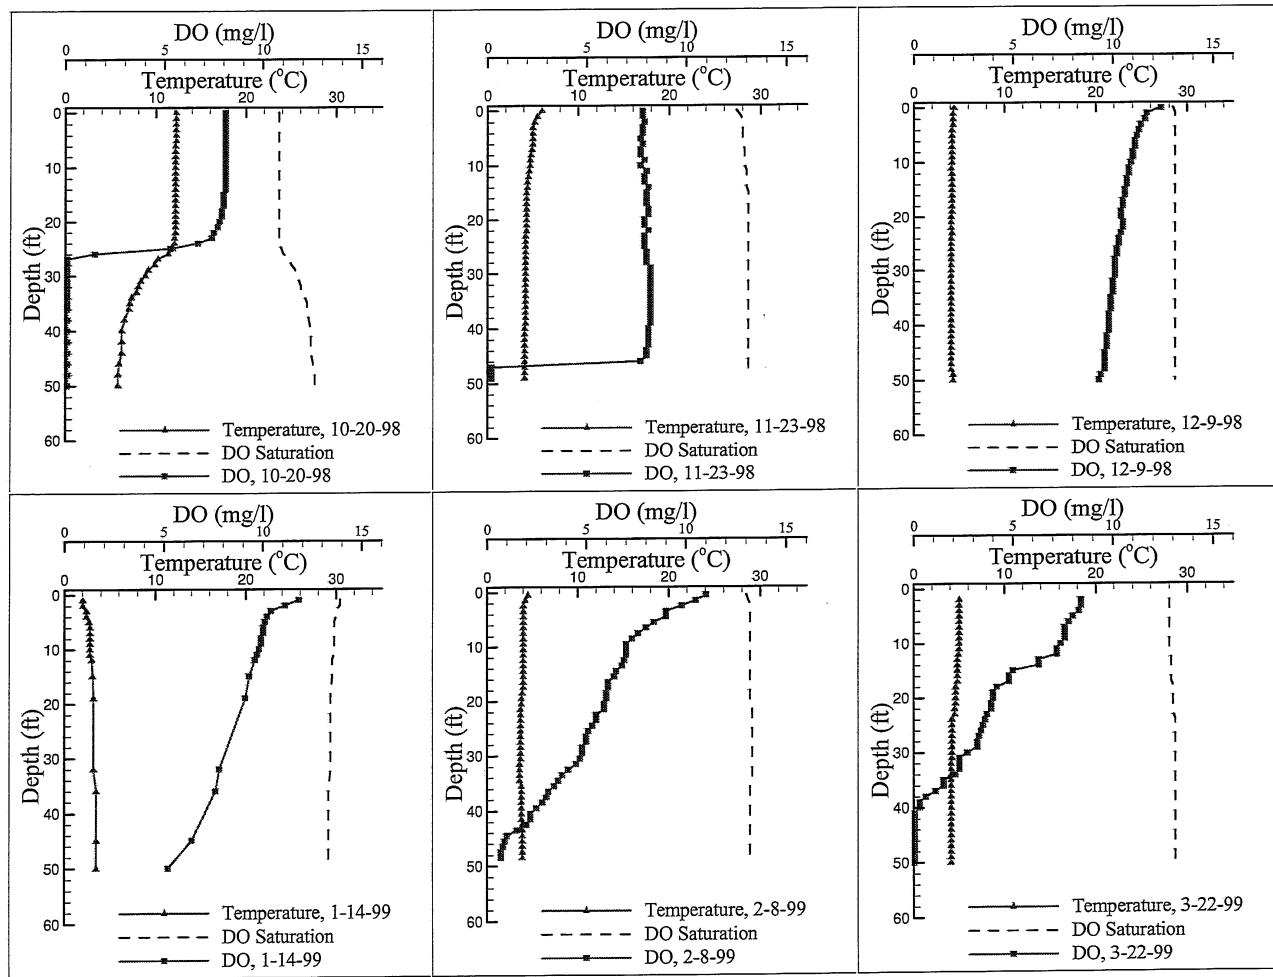 DO (mg/l)
0 5 10 15
Temperature (°C)
0 10 20 30
Depth (ft)
0
10
20
30
40
50
60
Temperature, 10-20-98
DO Saturation
DO, 10-20-98
DO (mg/l)
0 5 10 15
Temperature (°C)
0 10 20 30
Depth (ft)
0
10
20
30
40
50
60
Temperature, 11-23-98
DO Saturation
DO, 11-23-98
DO (mg/l)
0 5 10 15
Temperature (°C)
0 10 20 30
Depth (ft)
0
10
20
30
40
50
60
Temperature, 12-9-98
DO Saturation
DO, 12-9-98
DO (mg/l)
0 5 10 15
Temperature (°C)
0 10 20 30
Depth (ft)
0
10
20
30
40
50
60
Temperature, 1-14-99
DO Saturation
DO, 1-14-99
DO (mg/l)
0 5 10 15
Temperature (°C)
0 10 20 30
Depth (ft)
0
10
20
30
40
50
60
Temperature, 2-8-99
DO Saturation
DO, 2-8-99
DO (mg/l)
0 5 10 15
Temperature (°C)
0 10 20 30
Depth (ft)
0
10
20
30
40
50
60
Temperature, 3-22-99
DO Saturation
DO, 3-22-99